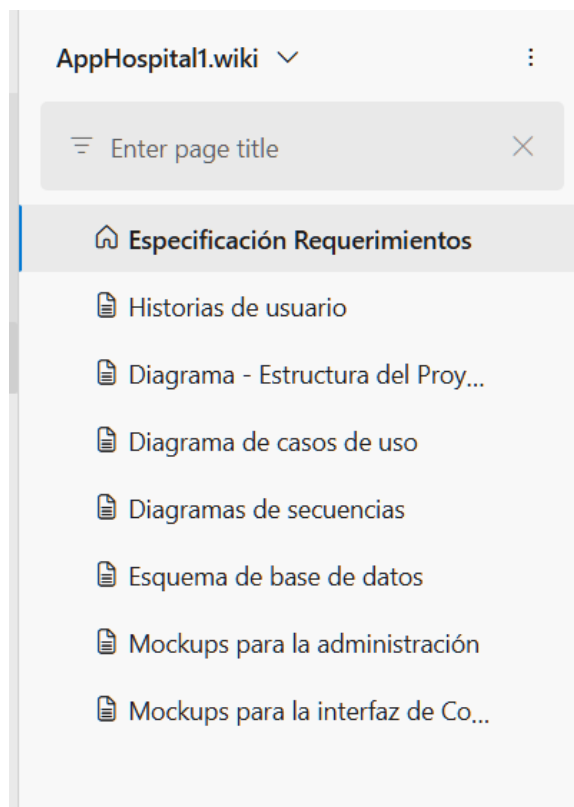 AppHospital1.wiki
Enter page title
Especificación Requerimientos
Historias de usuario
Diagrama - Estructura del Proy...
Diagrama de casos de uso
Diagramas de secuencias
Esquema de base de datos
Mockups para la administración
Mockups para la interfaz de Co...